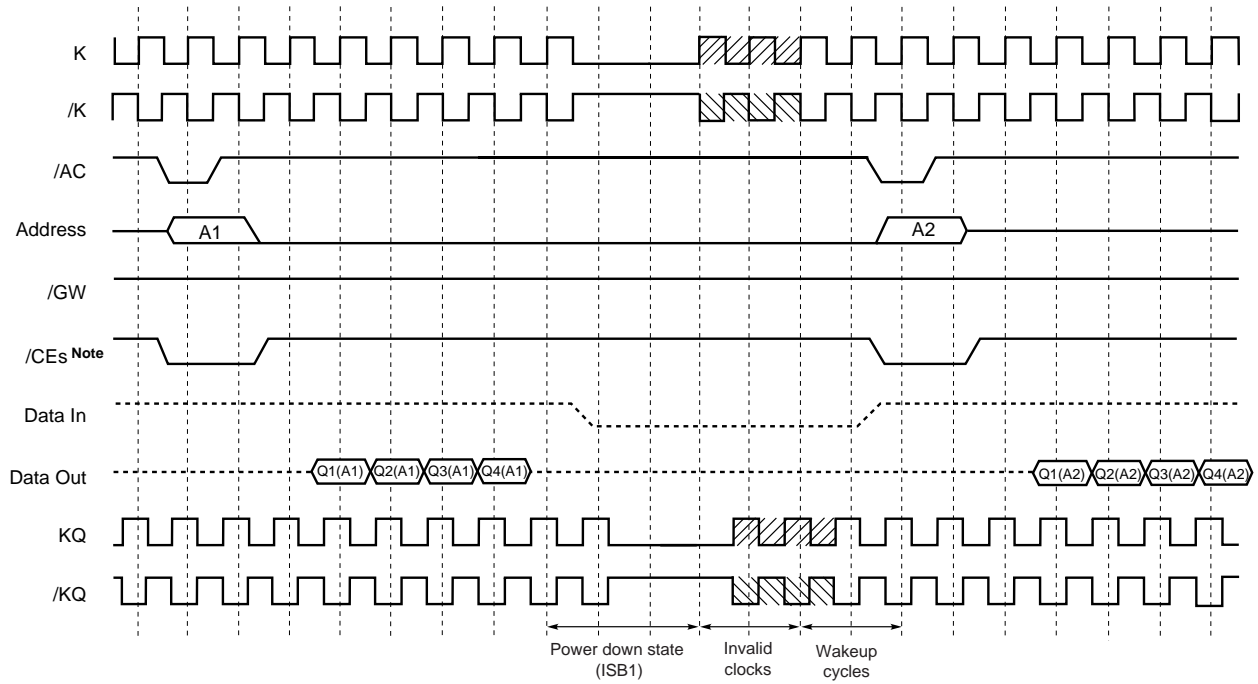 K
/K
/AC
Address
A1
A2
/GW
/CEs Note
Data In
Data Out
Q1(A1) Q2(A1) Q3(A1) Q4(A1)
Q1(A2) Q2(A2) Q3(A2) Q4(A2)
KQ
/KQ
Power down state
(ISB1)
Invalid
clocks
Wakeup
cycles